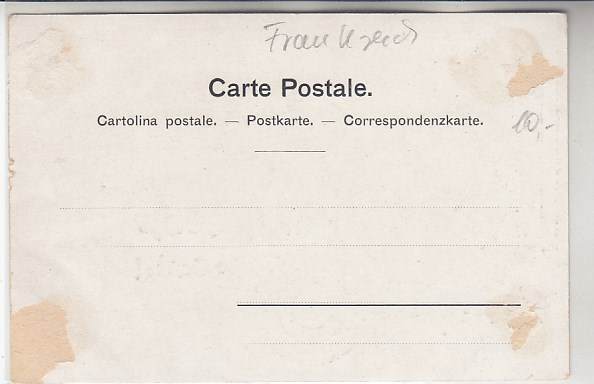 Frankreich
Carte Postale.
Cartolina postale. — Postkarte. — Correspondenzkarte.
10,-